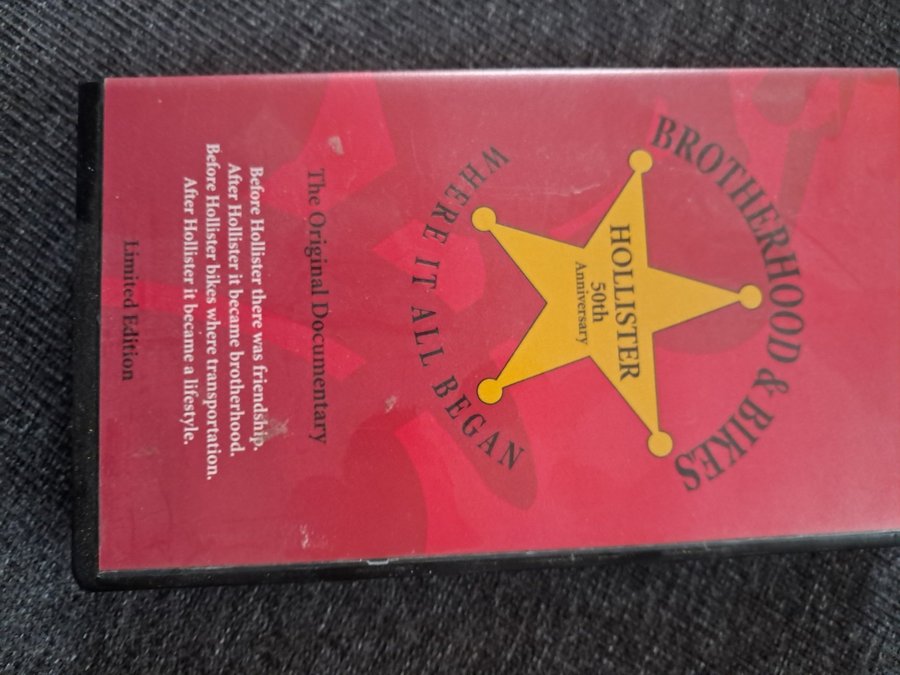 BROTHERHOOD & BIKES
HOLLISTER
50th
Anniversary
WHERE IT ALL BEGAN
The Original Documentary
Before Hollister there was friendship.
After Hollister it became brotherhood.
Before Hollister bikes where transportation.
After Hollister it became a lifestyle.
Limited Edition